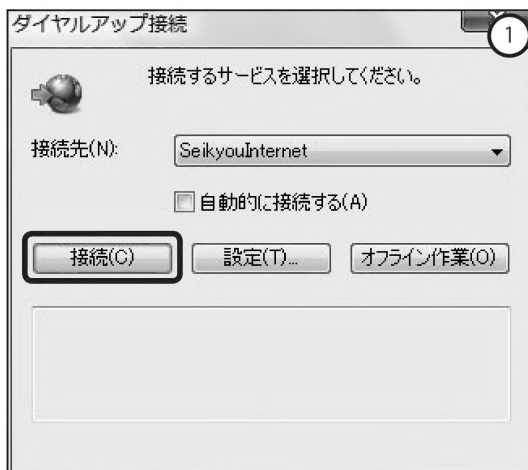 ダイヤルアップ接続
1
接続するサービスを選択してください。
接続先(N):
SeikyouInternet
自動的に接続する(A)
接続(C)
設定(T)...
オフライン作業(O)